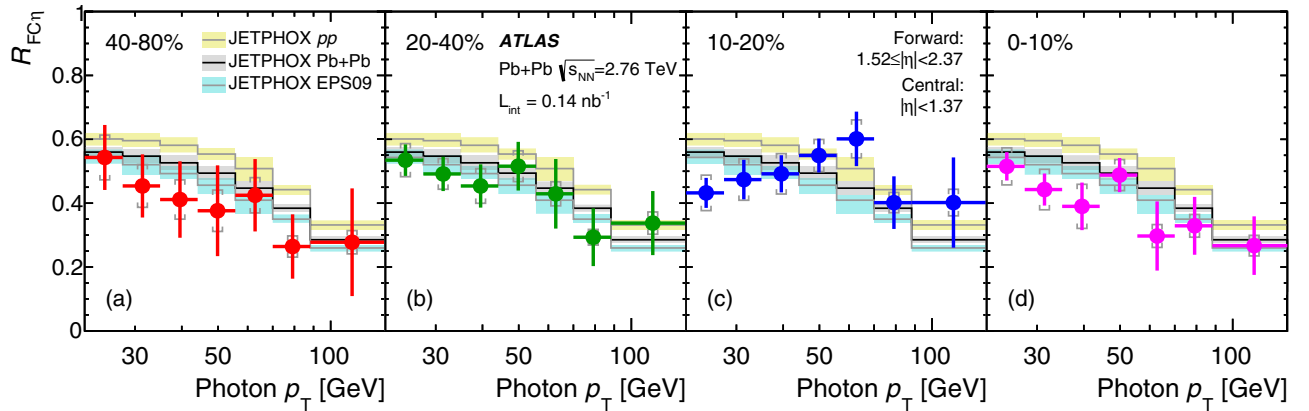 R_FCη
1
0.8
0.6
0.4
0.2
0
40-80%
JETPHOX pp
JETPHOX Pb+Pb
JETPHOX EPS09
(a)
30 50 100
Photon p_T [GeV]
20-40%
ATLAS
Pb+Pb √s_NN=2.76 TeV
L_int = 0.14 nb⁻¹
(b)
30 50 100
Photon p_T [GeV]
10-20%
Forward:
1.52≤|η|<2.37
Central:
|η|<1.37
(c)
30 50 100
Photon p_T [GeV]
0-10%
(d)
30 50 100
Photon p_T [GeV]